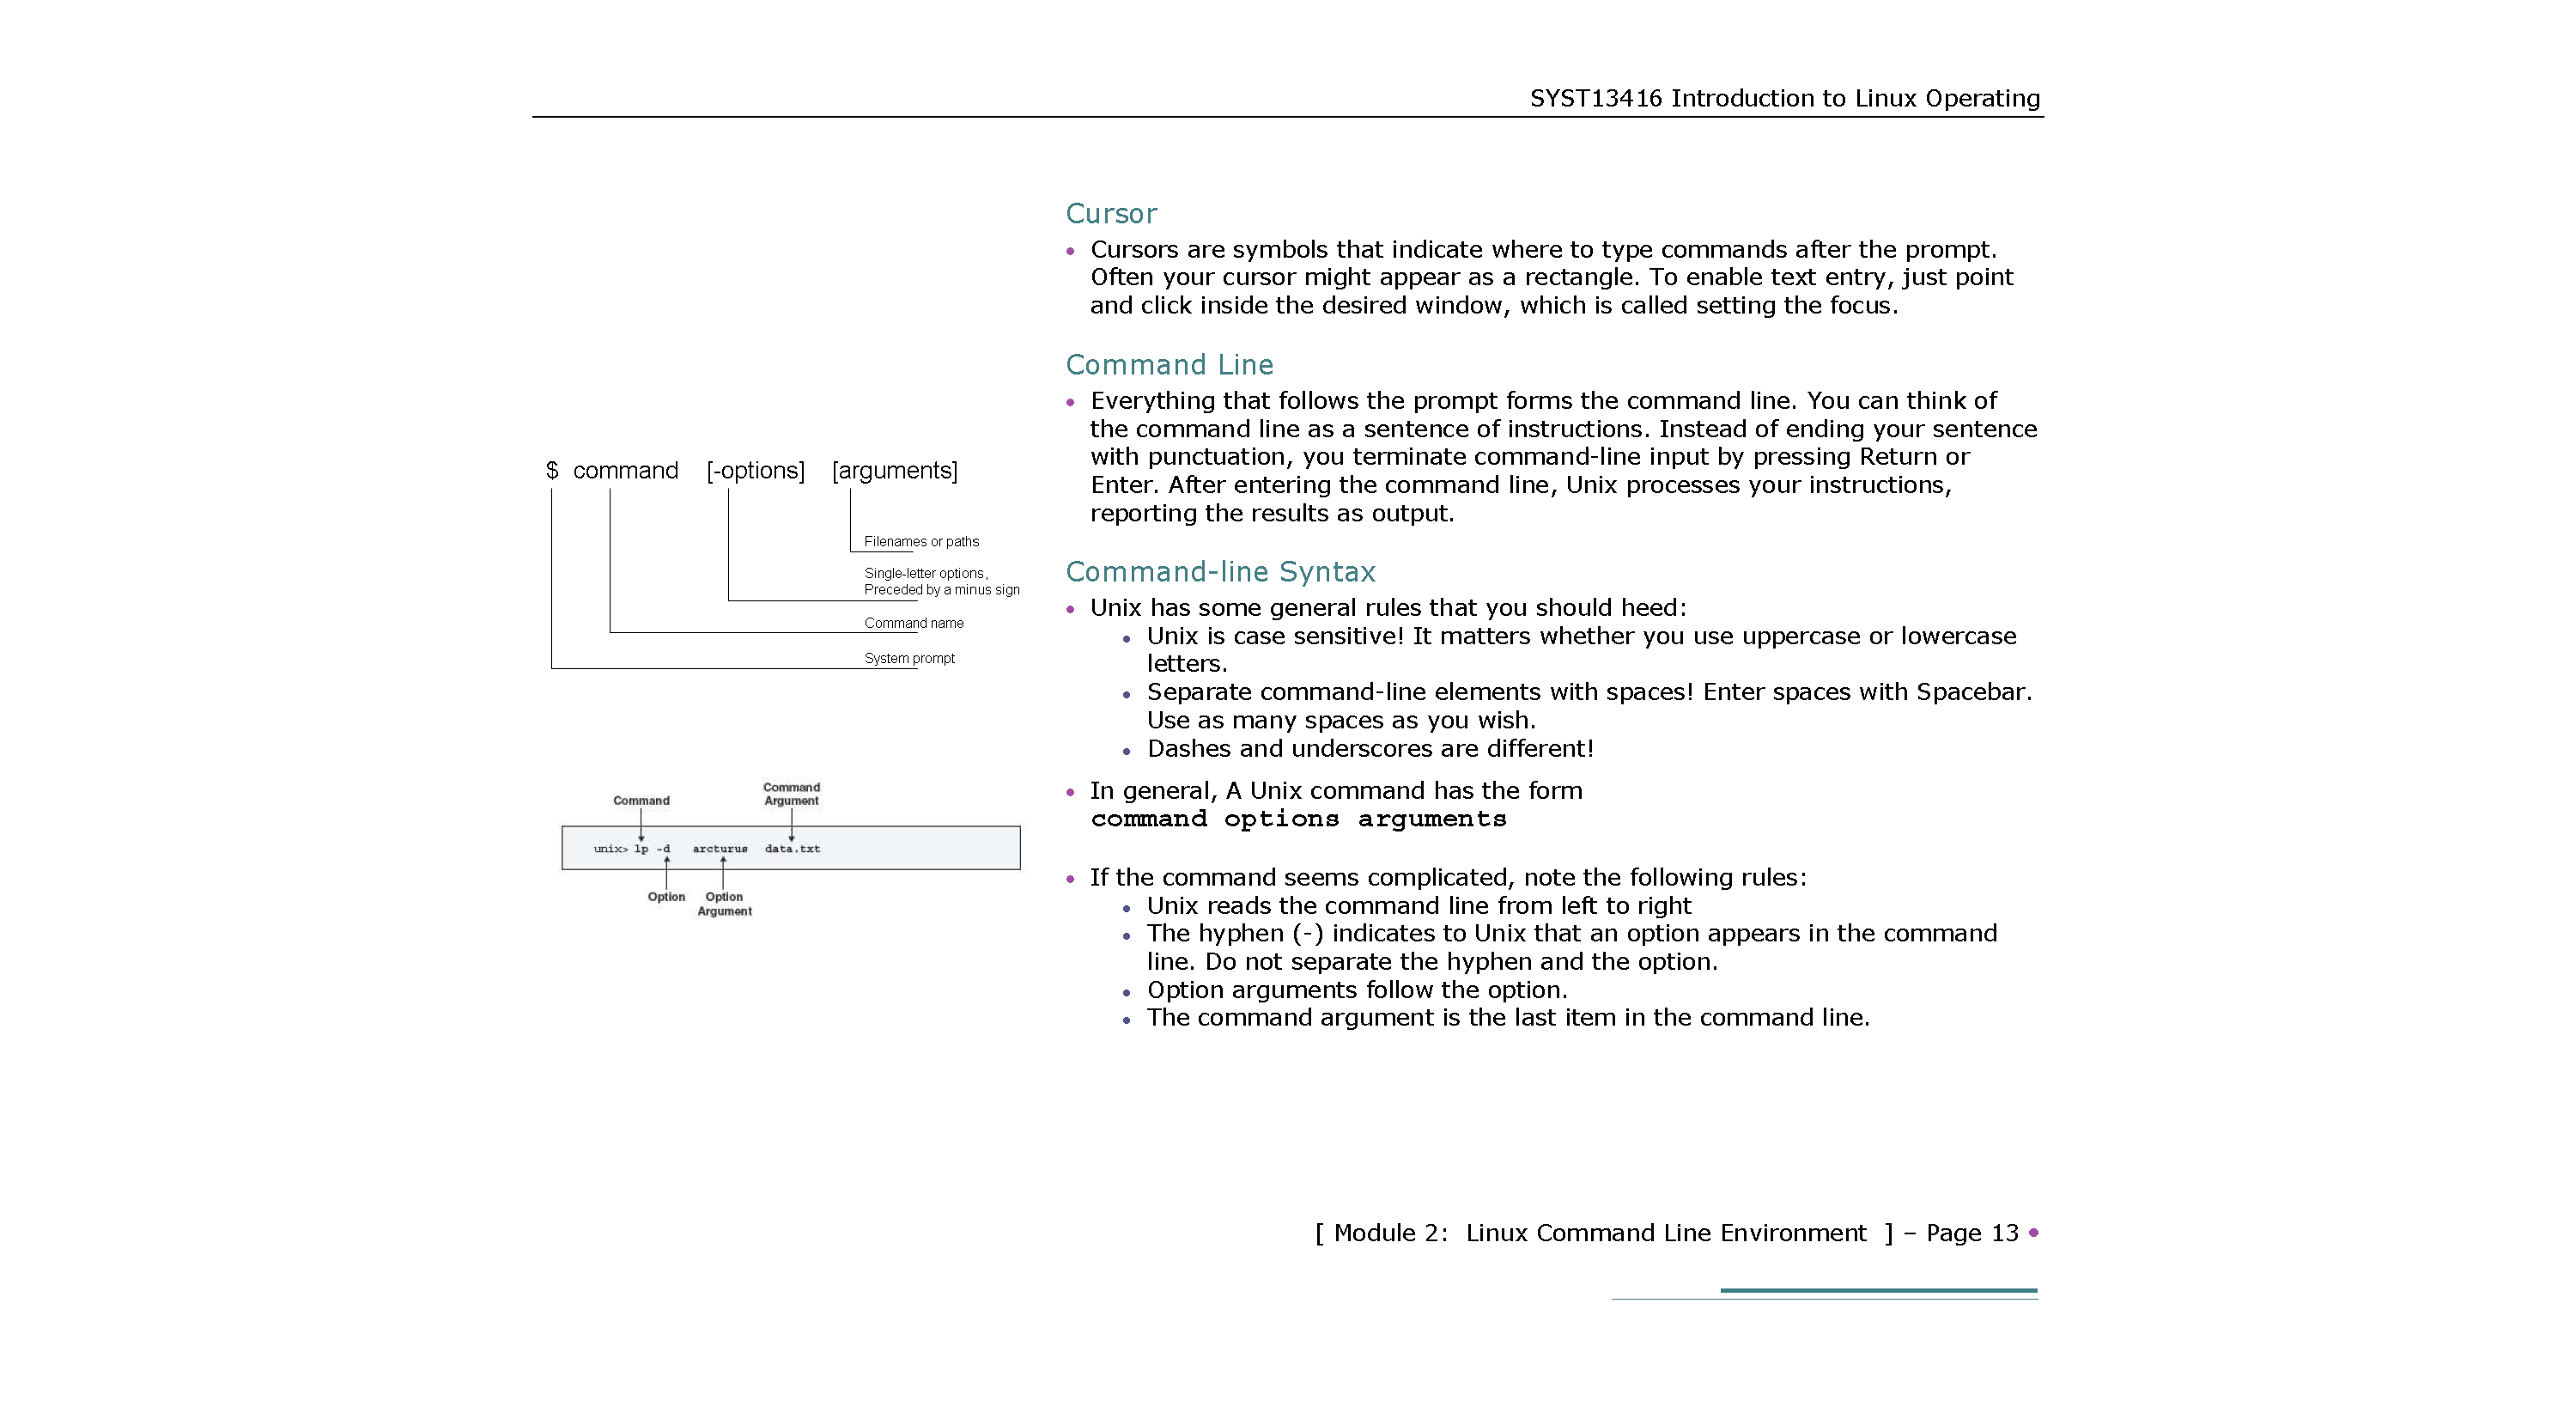 SYST13416 Introduction to Linux Operating
$ command [-options] [arguments]
Filenames or paths
Single-letter options,
Preceded by a minus sign
Command name
System prompt
Command
Command
Argument
unix> lp -d arcturus data.txt
Option
Option
Argument
Cursor
• Cursors are symbols that indicate where to type commands after the prompt.
Often your cursor might appear as a rectangle. To enable text entry, just point
and click inside the desired window, which is called setting the focus.
Command Line
• Everything that follows the prompt forms the command line. You can think of
the command line as a sentence of instructions. Instead of ending your sentence
with punctuation, you terminate command-line input by pressing Return or
Enter. After entering the command line, Unix processes your instructions,
reporting the results as output.
Command-line Syntax
• Unix has some general rules that you should heed:
• Unix is case sensitive! It matters whether you use uppercase or lowercase
letters.
• Separate command-line elements with spaces! Enter spaces with Spacebar.
Use as many spaces as you wish.
• Dashes and underscores are different!
• In general, A Unix command has the form
command options arguments
• If the command seems complicated, note the following rules:
• Unix reads the command line from left to right
• The hyphen (-) indicates to Unix that an option appears in the command
line. Do not separate the hyphen and the option.
• Option arguments follow the option.
• The command argument is the last item in the command line.
[ Module 2: Linux Command Line Environment ] – Page 13 •